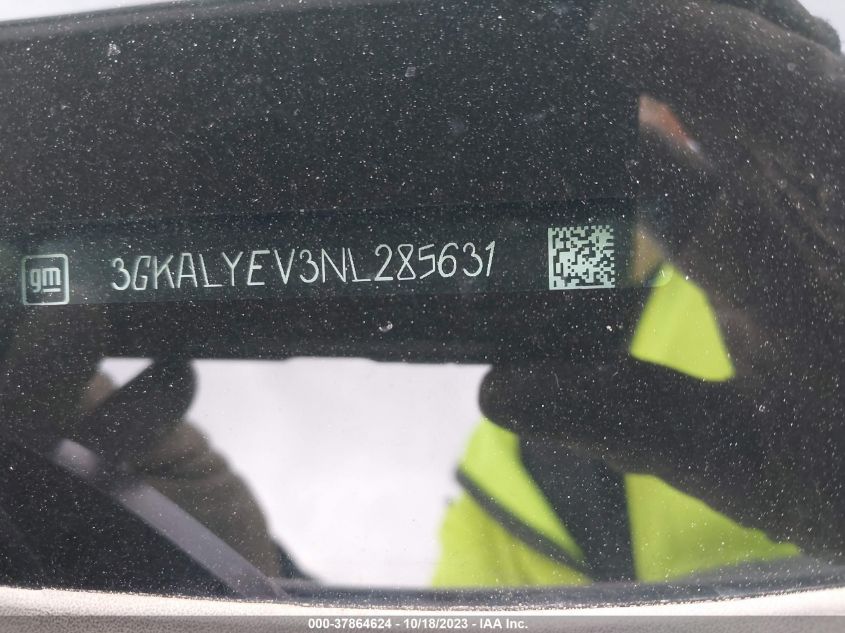 gm 3GKALYEV3NL285631
000-37864624 - 10/18/2023 - IAA Inc.